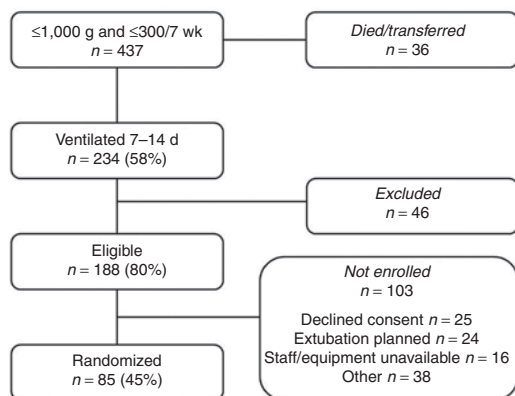 ≤1,000 g and ≤300/7 wk
n = 437
Died/transferred
n = 36
Ventilated 7–14 d
n = 234 (58%)
Excluded
n = 46
Eligible
n = 188 (80%)
Not enrolled
n = 103
Declined consent n = 25
Extubation planned n = 24
Staff/equipment unavailable n = 16
Other n = 38
Randomized
n = 85 (45%)